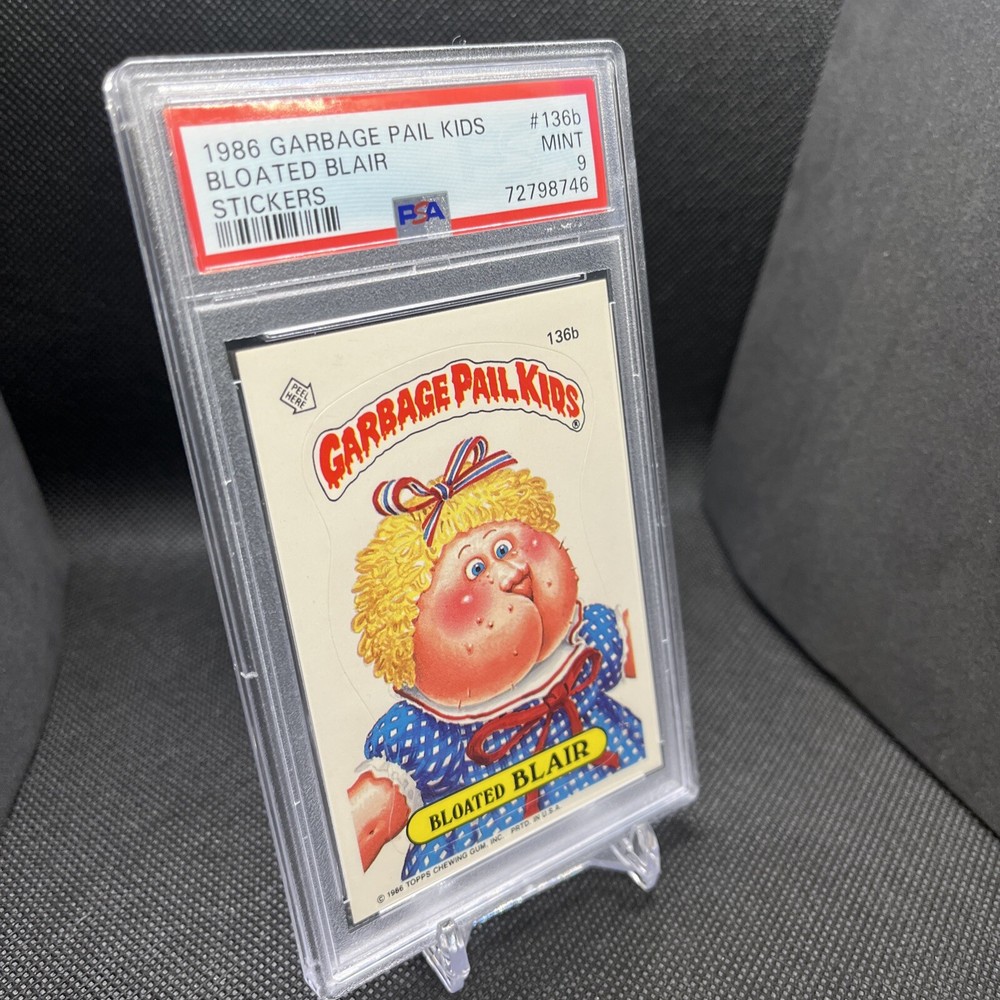 1986 GARBAGE PAIL KIDS #136b
BLOATED BLAIR MINT
STICKERS 9
PSA 72798746
136b
PEEL
HERE
GARBAGE PAIL KIDS®
BLOATED BLAIR
© 1986 TOPPS CHEWING GUM, INC. PRTD. IN U.S.A.